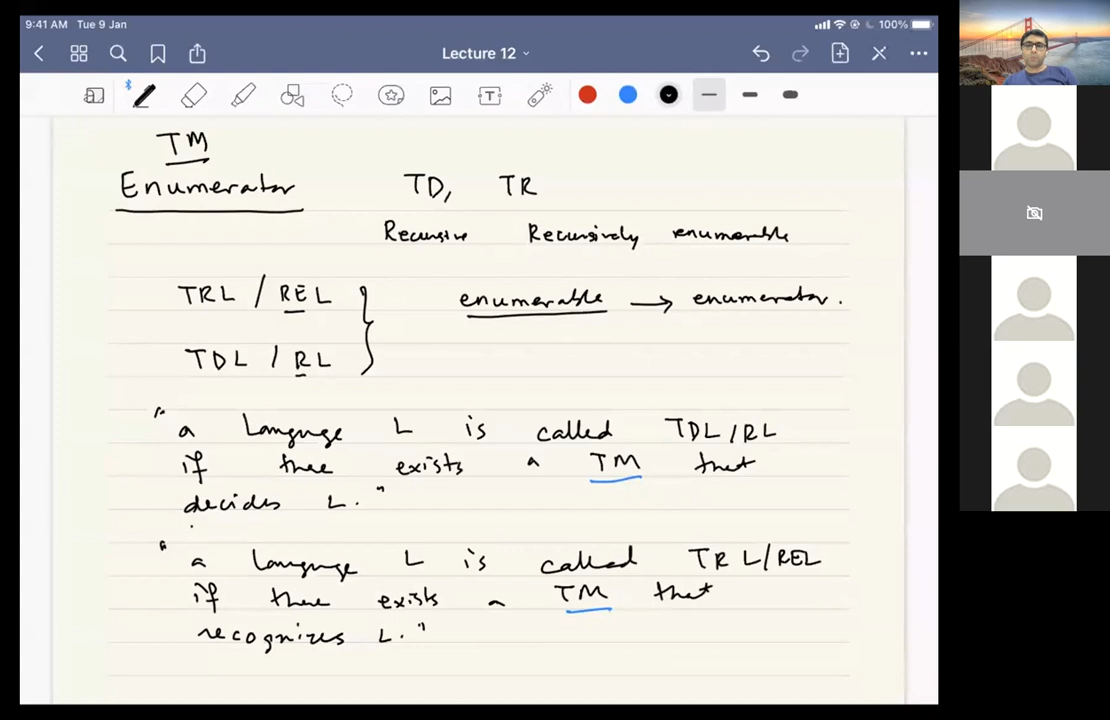 9:41 AM Tue 9 Jan 100%
Lecture 12
TM
Enumerator TD, TR
Recursive Recursively enumerable
TRL / REL enumerable → enumerator.
TDL / RL
" a Language L is called TDL/RL
if there exists a TM that
decides L. "
" a language L is called TRL/REL
if there exists a TM that
recognizes L. "